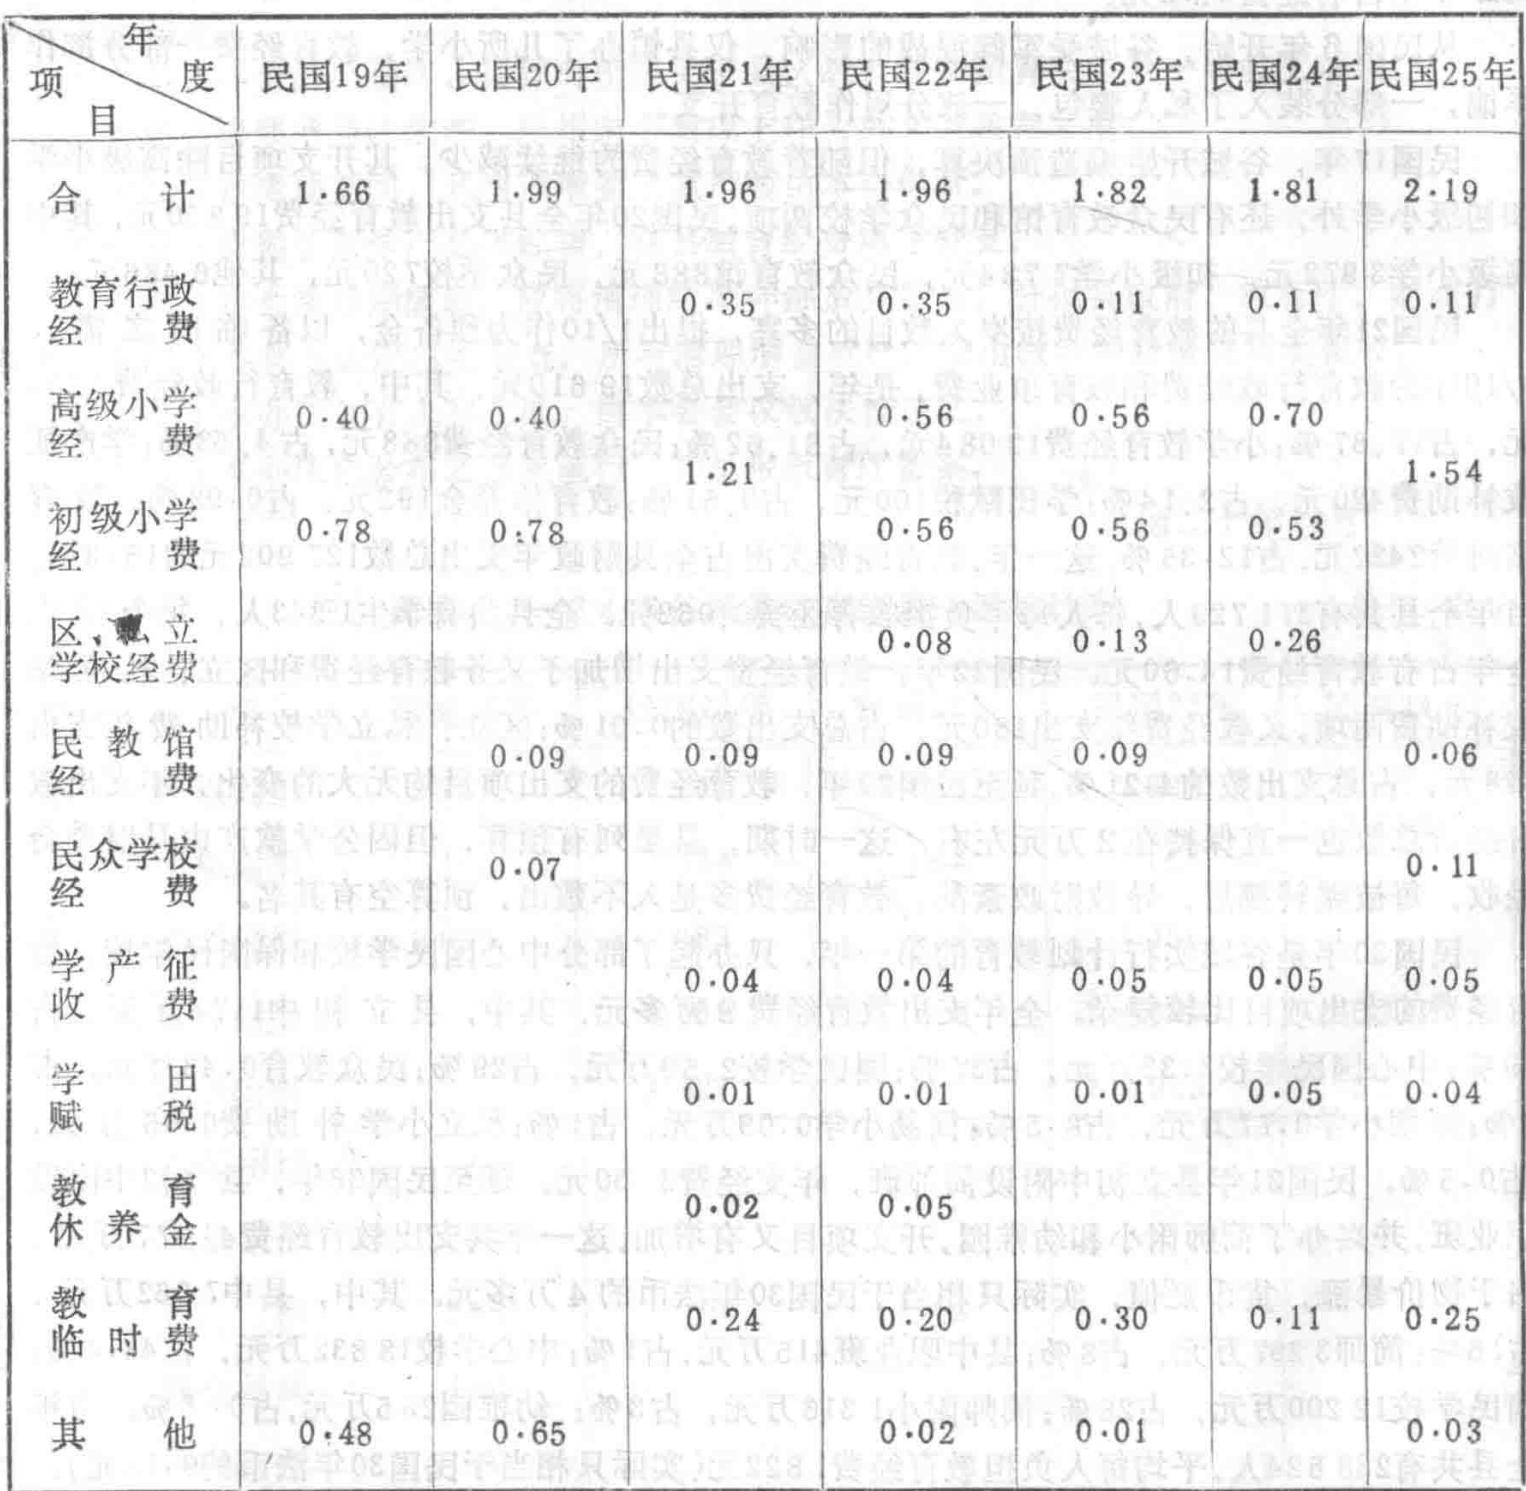 年
项 度 民国19年 民国20年 民国21年 民国22年 民国23年 民国24年 民国25年
目
合 计 1·66 1·99 1·96 1·96 1·82 1·81 2·19
教育行政
经 费 0·35 0·35 0·11 0·11 0·11
高级小学
经 费 0·40 0·40 0·56 0·56 0·70
1·21 1·54
初级小学
经 费 0·78 0·78 0·56 0·56 0·53
区、私立
学校经费 0·08 0·13 0·26
民教馆
经 费 0·09 0·09 0·09 0·09 0·06
民众学校
经 费 0·07 0·11
学产征
收 费 0·04 0·04 0·05 0·05 0·05
学 田
赋 税 0·01 0·01 0·01 0·05 0·04
教 育
休养金 0·02 0·05
教 育
临时费 0·24 0·20 0·30 0·11 0·25
其 他 0·48 0·65 0·02 0·01 0·03